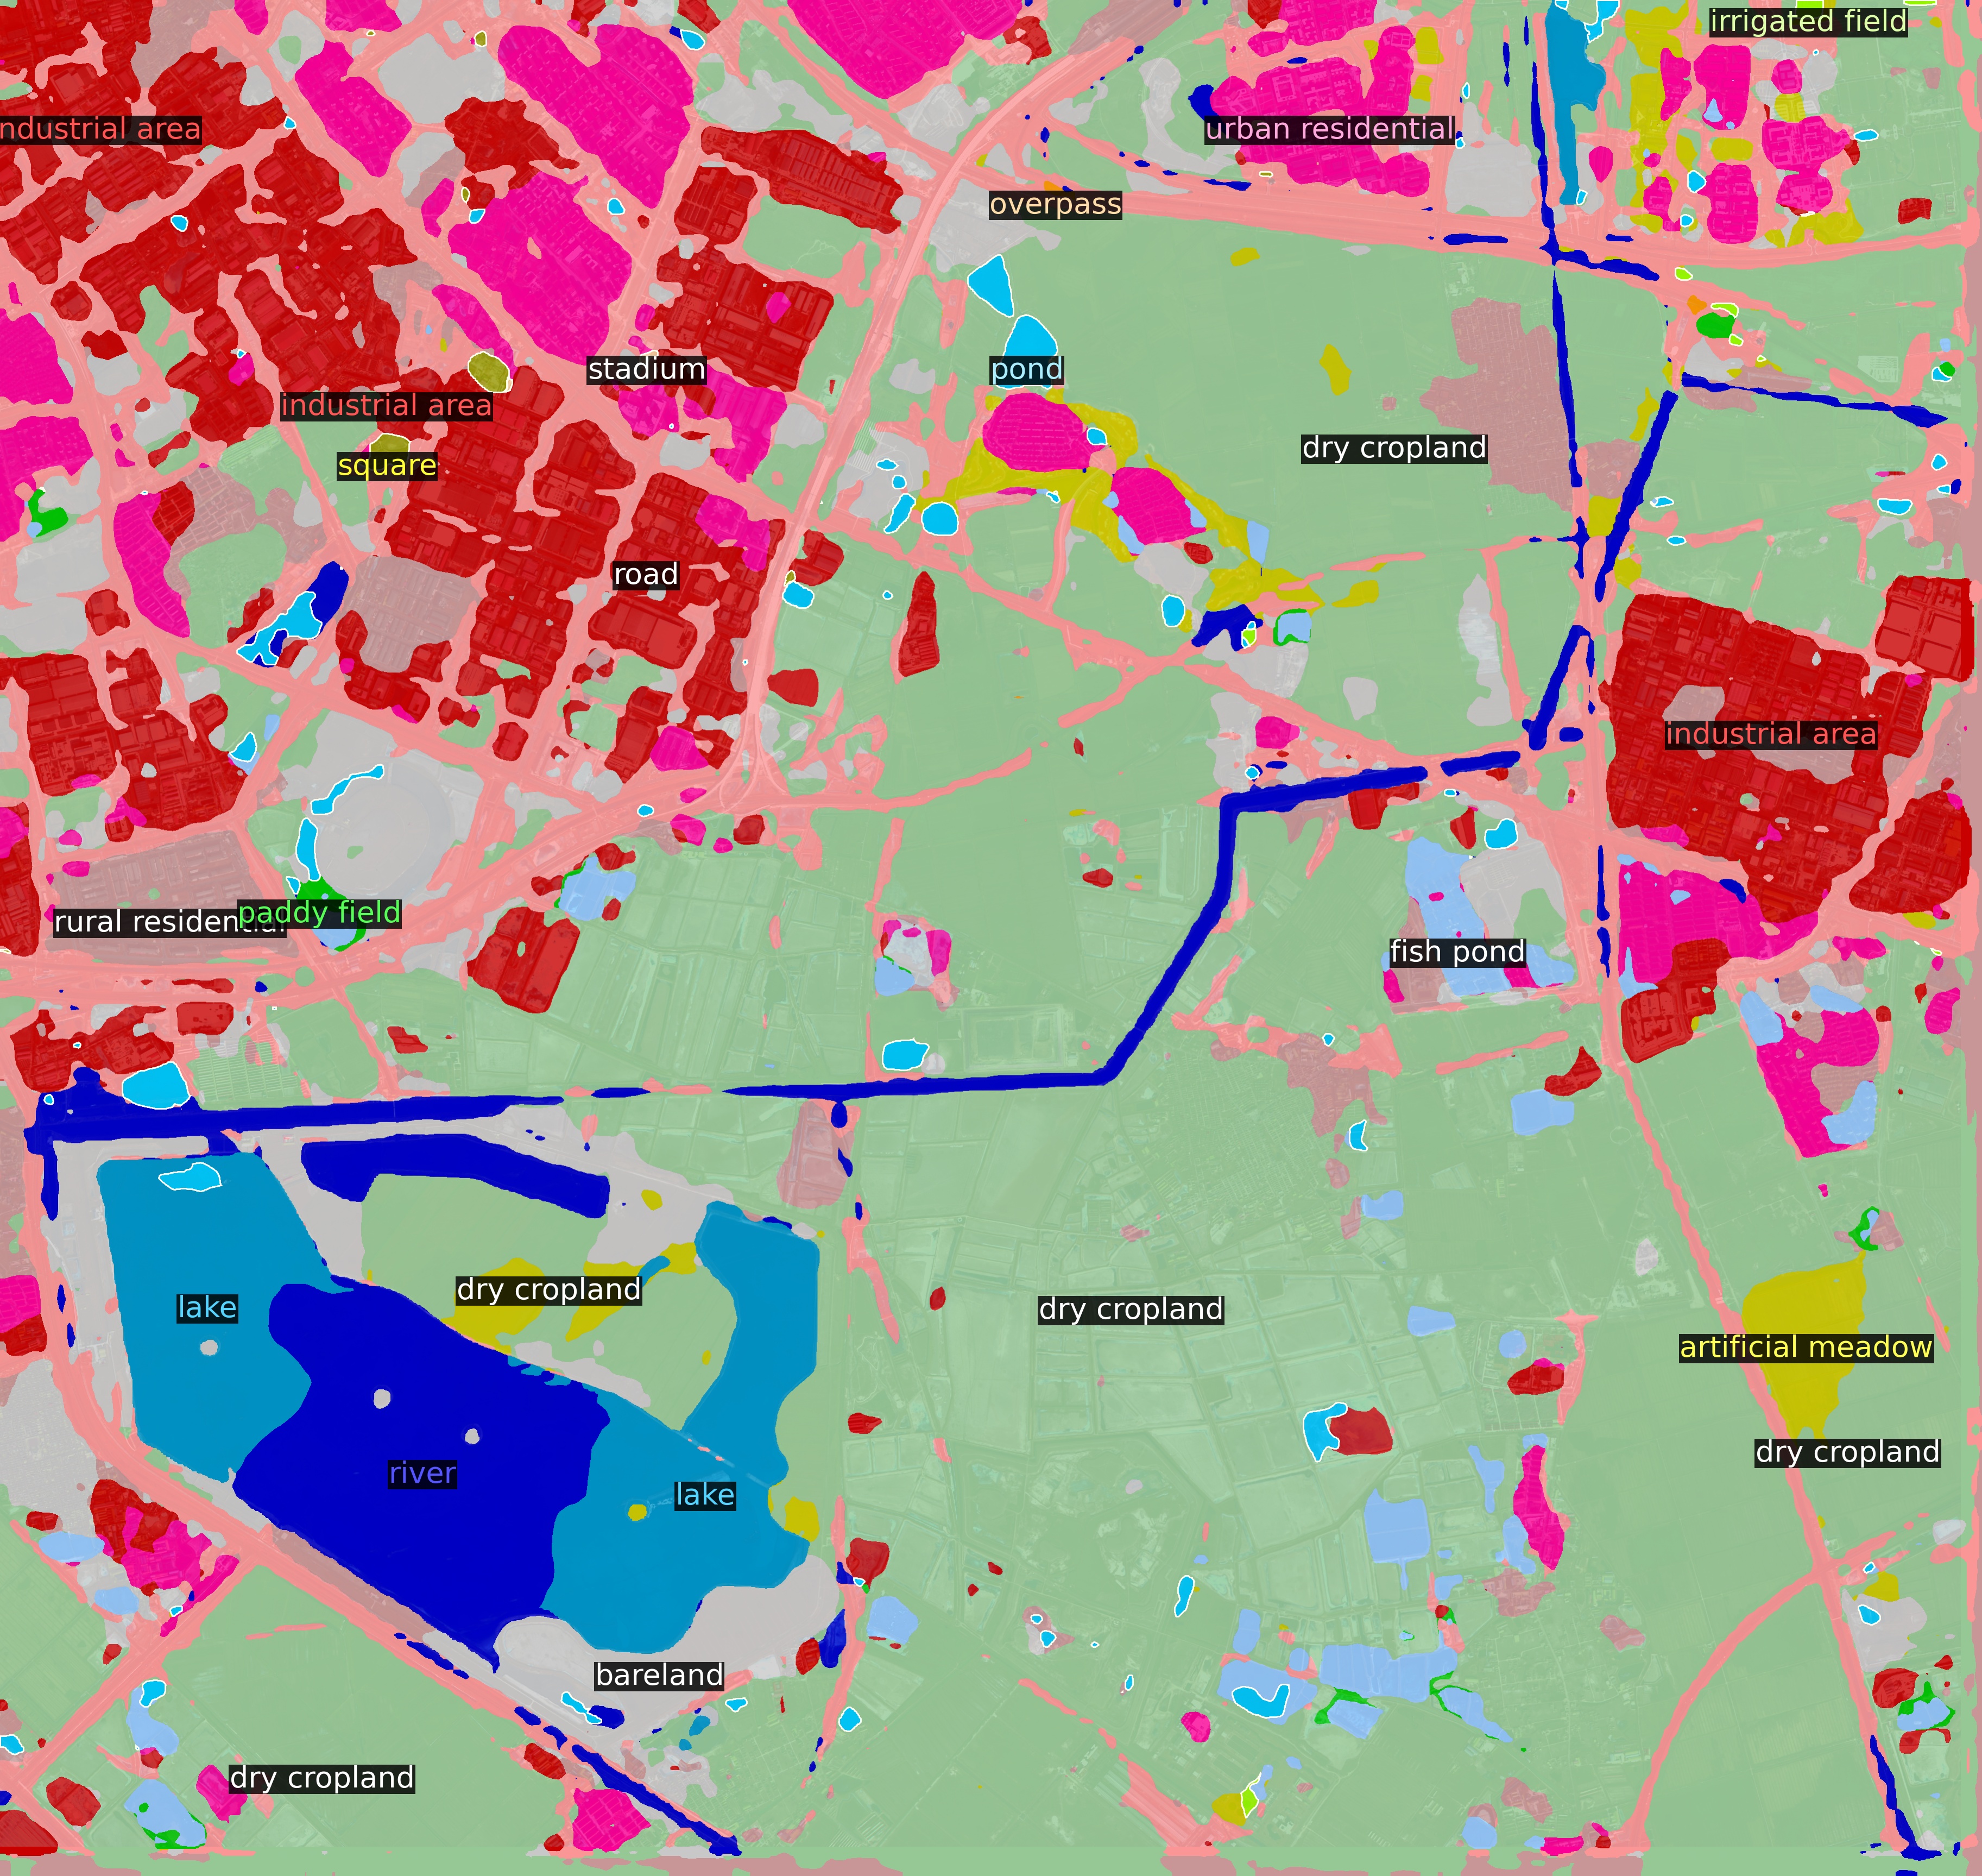 irrigated field
ndustrial area
urban residential
overpass
stadium
pond
industrial area
dry cropland
square
road
industrial area
rural residen
paddy field
fish pond
dry cropland
lake
dry cropland
artificial meadow
dry cropland
river
lake
bareland
dry cropland